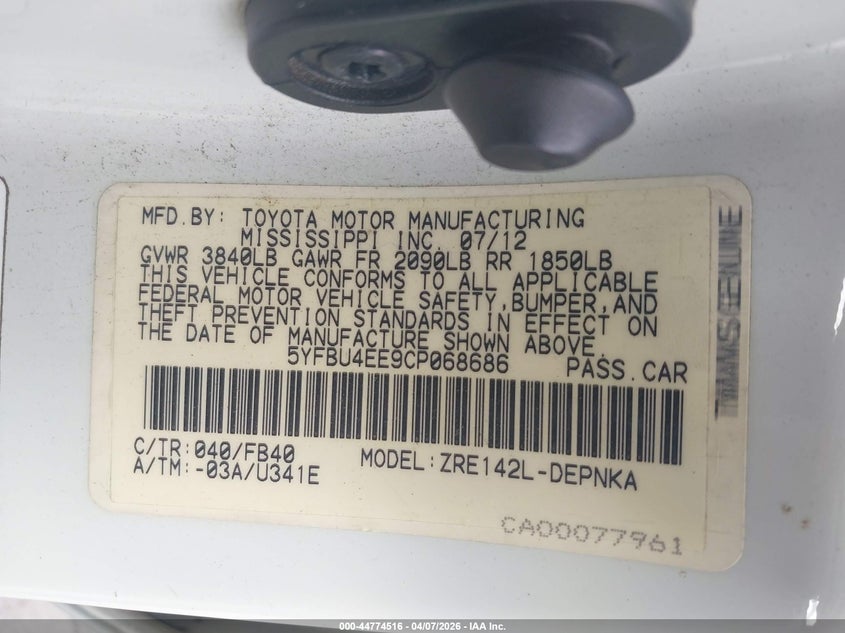 MFD.BY: TOYOTA MOTOR MANUFACTURING
MISSISSIPPI INC. 07/12
GVWR 3840LB GAWR FR 2090LB RR 1850LB
THIS VEHICLE CONFORMS TO ALL APPLICABLE
FEDERAL MOTOR VEHICLE SAFETY,BUMPER,AND
THEFT PREVENTION STANDARDS IN EFFECT ON
THE DATE OF MANUFACTURE SHOWN ABOVE.
5YFBU4EE9CP068686 PASS.CAR
C/TR:040/FB40
A/TM:-03A/U341E
MODEL:ZRE142L-DEPNKA
CA00077961
000-44774516 | 04/07/2026 - IAA Inc.